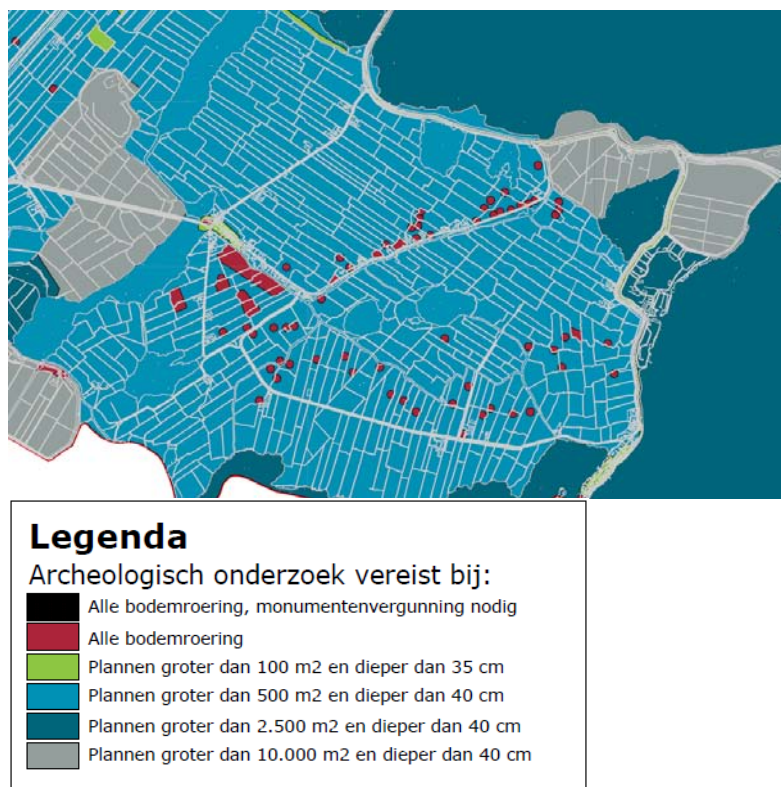 Legenda
Archeologisch onderzoek vereist bij:
Alle bodemroering, monumentenvergunning nodig
Alle bodemroering
Plannen groter dan 100 m2 en dieper dan 35 cm
Plannen groter dan 500 m2 en dieper dan 40 cm
Plannen groter dan 2.500 m2 en dieper dan 40 cm
Plannen groter dan 10.000 m2 en dieper dan 40 cm